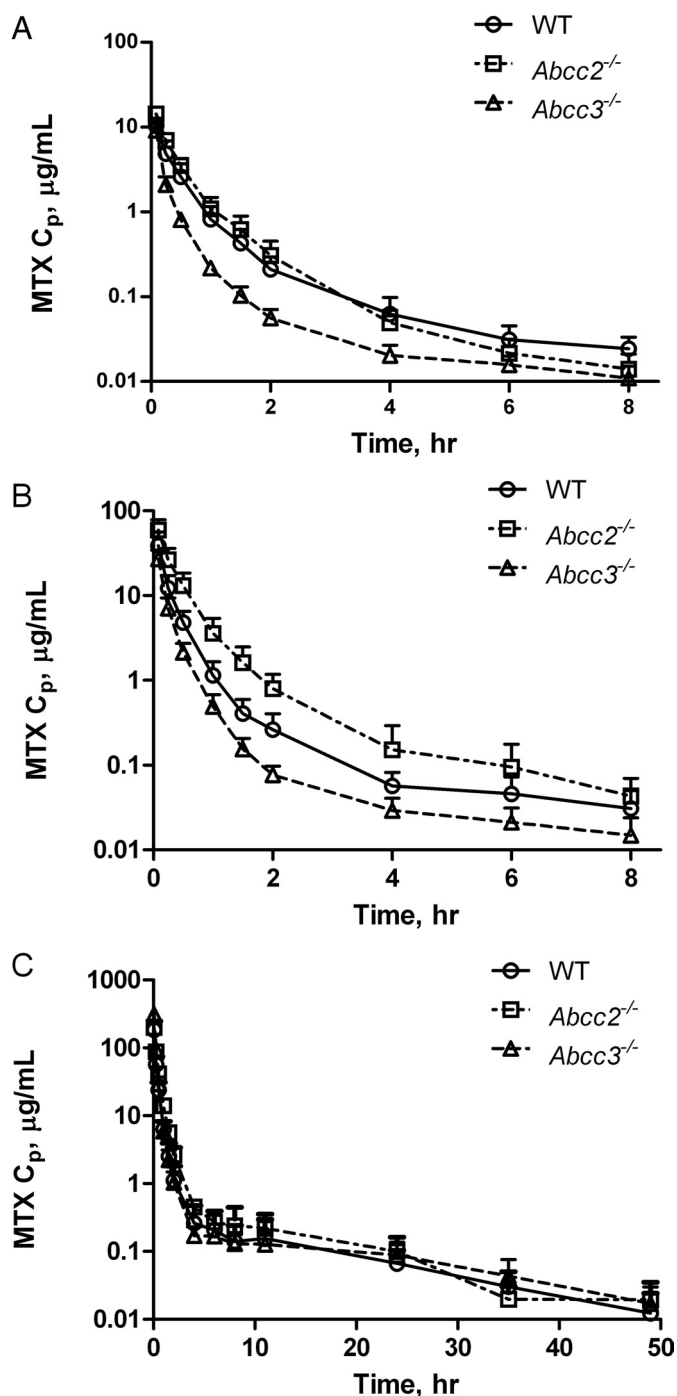 A
WT
Abcc2-/-
Abcc3-/-
MTX Cp, μg/mL
100
10
1
0.1
0.01
0 2 4 6 8
Time, hr
B
WT
Abcc2-/-
Abcc3-/-
MTX Cp, μg/mL
100
10
1
0.1
0.01
0 2 4 6 8
Time, hr
C
WT
Abcc2-/-
Abcc3-/-
MTX Cp, μg/mL
1000
100
10
1
0.1
0.01
0 10 20 30 40 50
Time, hr